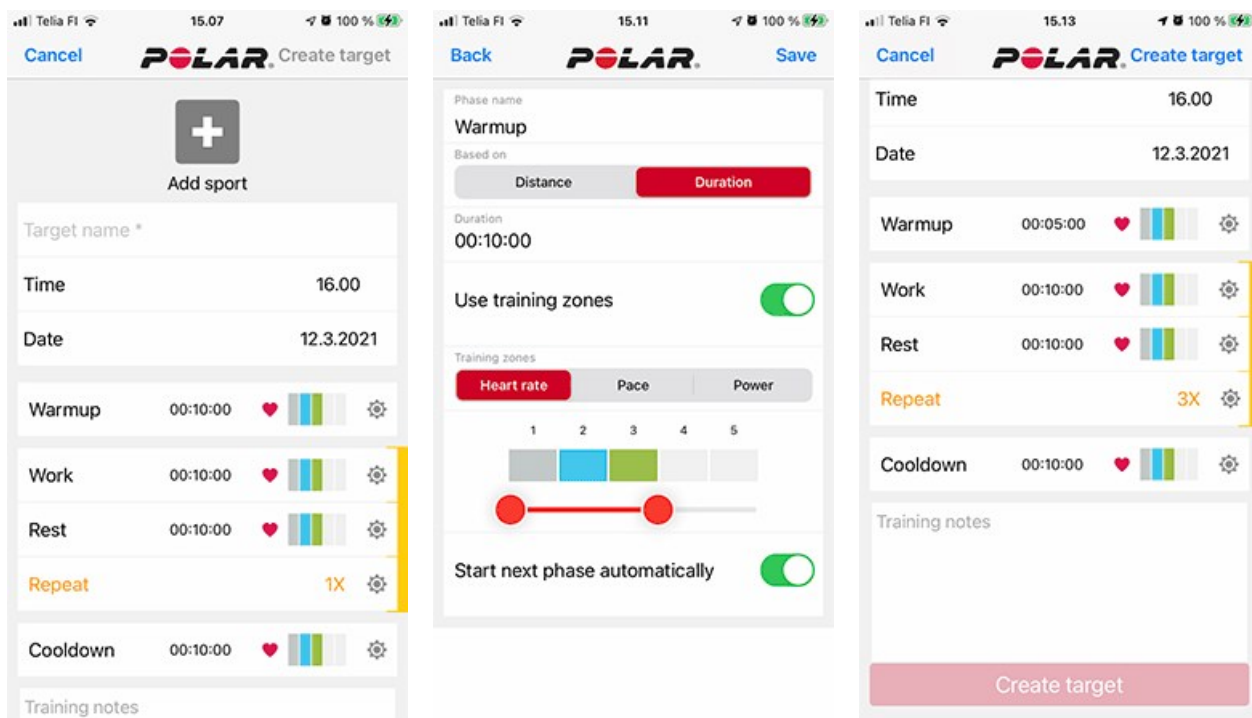 Telia FI 15.07 100 %
Cancel POLAR® Create target
Add sport
Target name *
Time 16.00
Date 12.3.2021
Warmup 00:10:00
Work 00:10:00
Rest 00:10:00
Repeat 1X
Cooldown 00:10:00
Training notes
Telia FI 15.11 100 %
Back POLAR® Save
Phase name
Warmup
Based on
Distance Duration
Duration
00:10:00
Use training zones
Training zones
Heart rate Pace Power
1 2 3 4 5
Start next phase automatically
Telia FI 15.13 100 %
Cancel POLAR® Create target
Time 16.00
Date 12.3.2021
Warmup 00:05:00
Work 00:10:00
Rest 00:10:00
Repeat 3X
Cooldown 00:10:00
Training notes
Create target